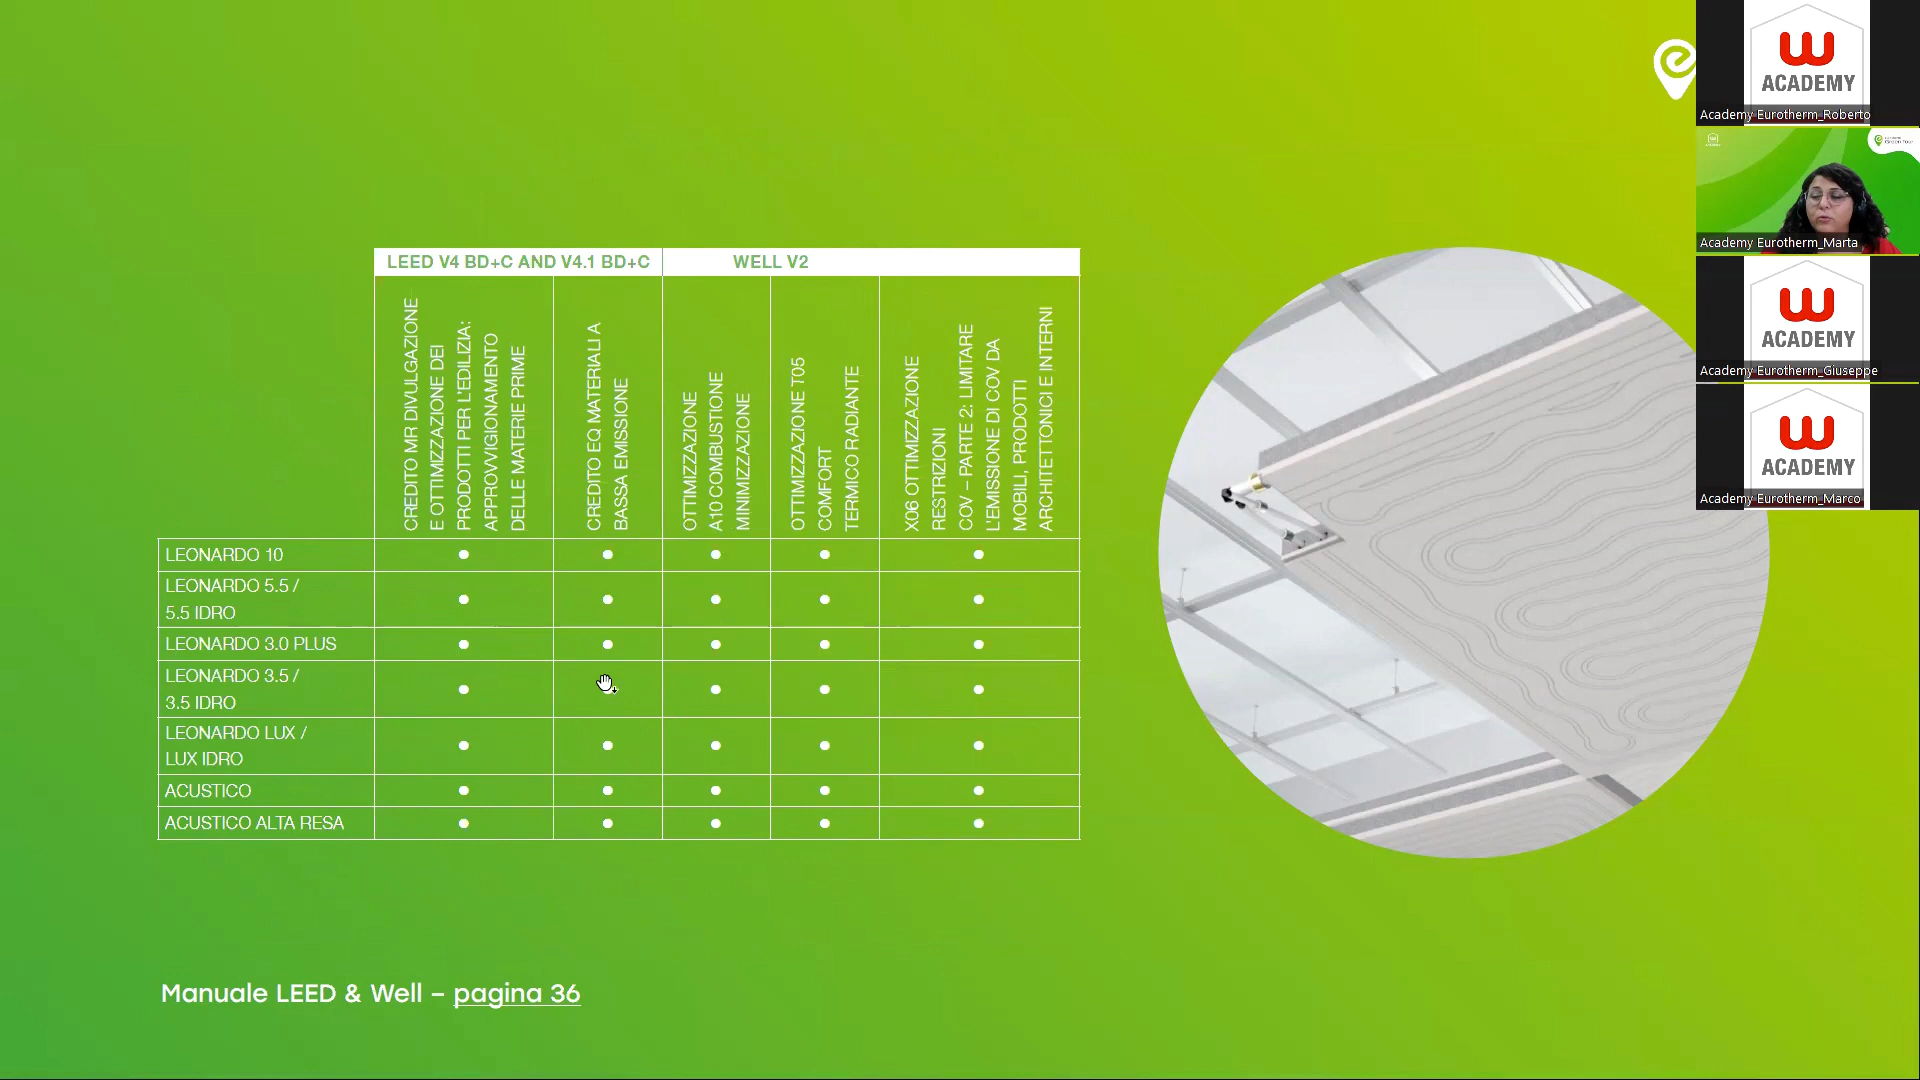 LEED V4 BD+C AND V4.1 BD+C
WELL V2
CREDITO MR DIVULGAZIONE
E OTTIMIZZAZIONE DEI
PRODOTTI PER L'EDILIZIA:
APPROVVIGIONAMENTO
DELLE MATERIE PRIME
CREDITO EQ MATERIALI A
BASSA EMISSIONE
OTTIMIZZAZIONE
A10 COMBUSTIONE
MINIMIZZAZIONE
OTTIMIZZAZIONE T05
COMFORT
TERMICO RADIANTE
X06 OTTIMIZZAZIONE
RESTRIZIONI
COV – PARTE 2: LIMITARE
L'EMISSIONE DI COV DA
MOBILI, PRODOTTI
ARCHITETTONICI E INTERNI
LEONARDO 10
LEONARDO 5.5 /
5.5 IDRO
LEONARDO 3.0 PLUS
LEONARDO 3.5 /
3.5 IDRO
LEONARDO LUX /
LUX IDRO
ACUSTICO
ACUSTICO ALTA RESA
Manuale LEED & Well – pagina 36
ACADEMY
Academy Eurotherm_Roberto
Green Tour
Academy Eurotherm_Marta
ACADEMY
Academy Eurotherm_Giuseppe
ACADEMY
Academy Eurotherm_Marco